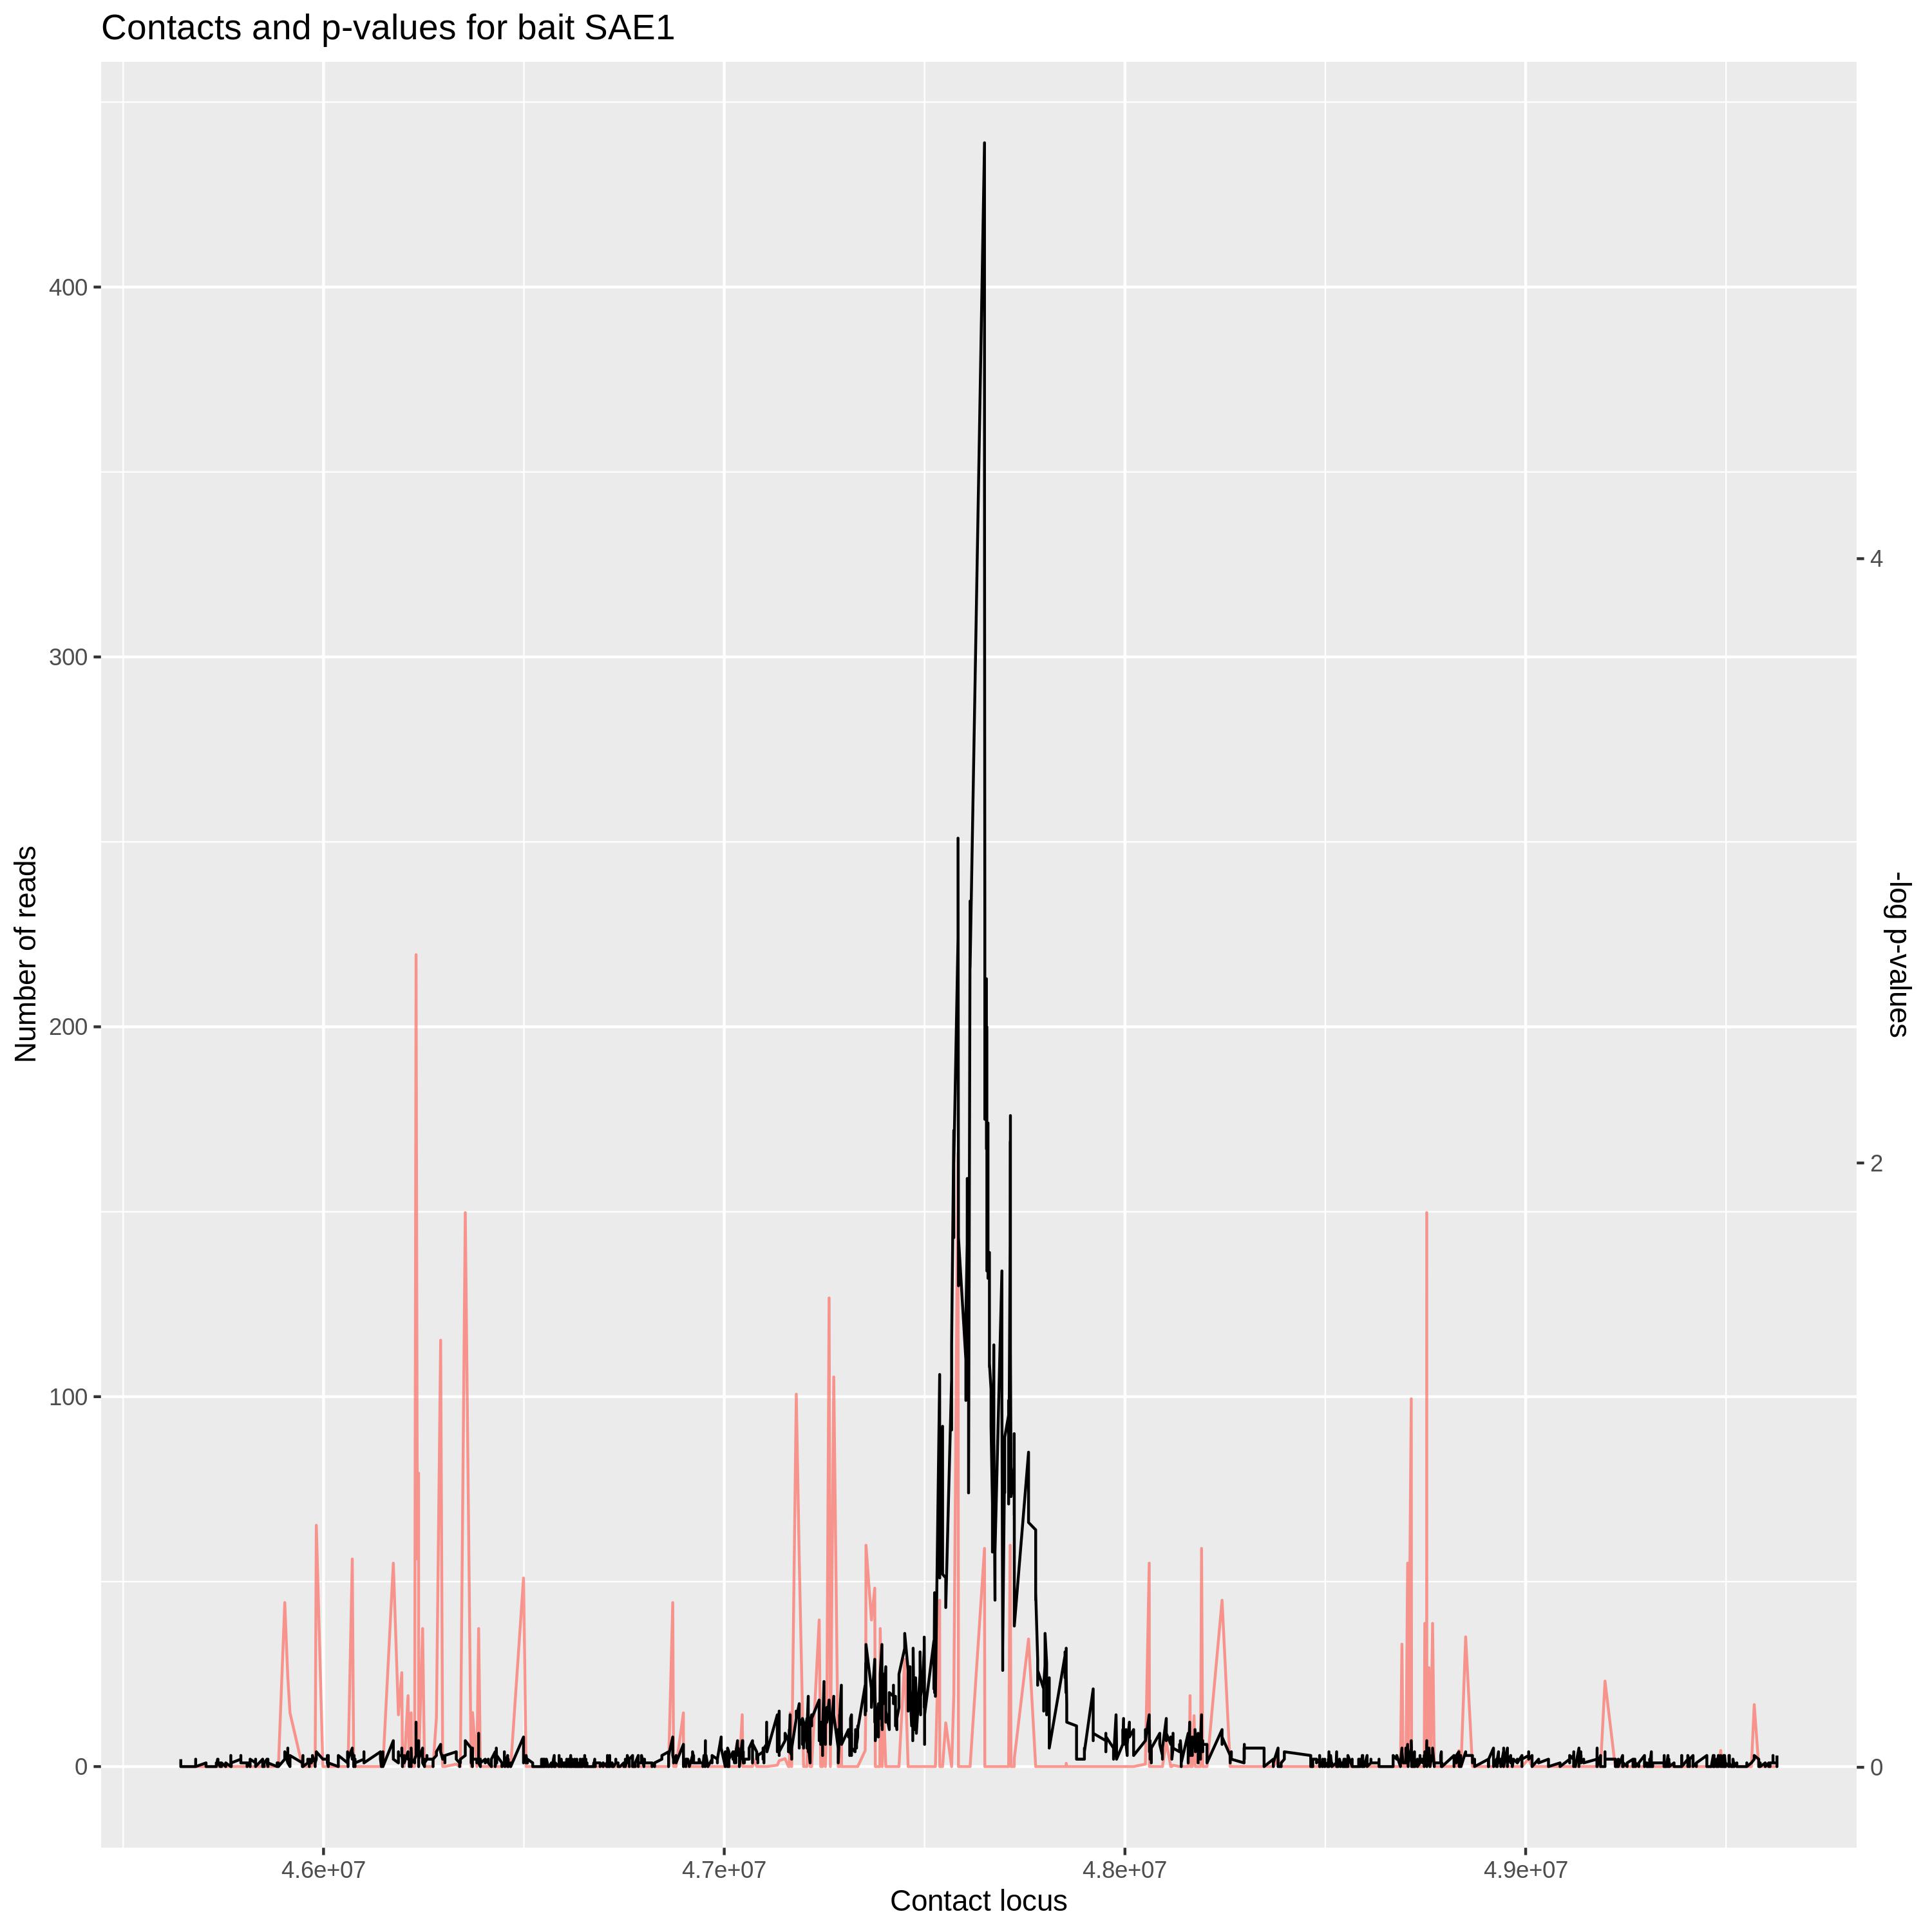 Contacts and p-values for bait SAE1
400
300
200
100
0
Number of reads
4
2
0
-log p-values
4.6e+07
4.7e+07
4.8e+07
4.9e+07
Contact locus